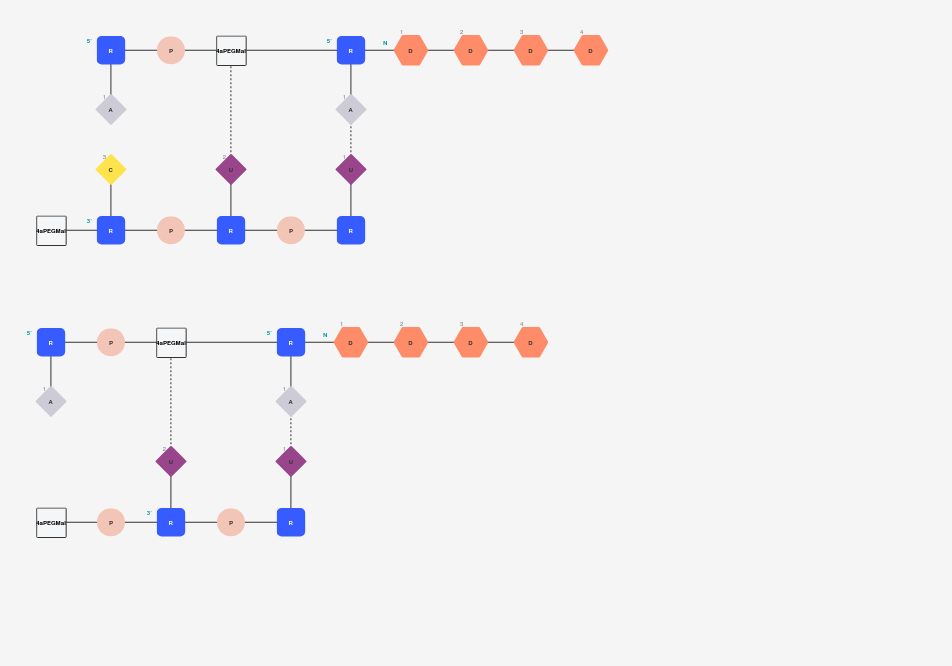 1 2 3 4
5' R P 4aPEGMal 5' R N D D D D
1 1
A A
3 2 1
C U U
4aPEGMal 3' R P R P R
1 2 3 4
5' R P 4aPEGMal 5' R N D D D D
1 1
A A
2 1
U U
4aPEGMal P 3' R P R